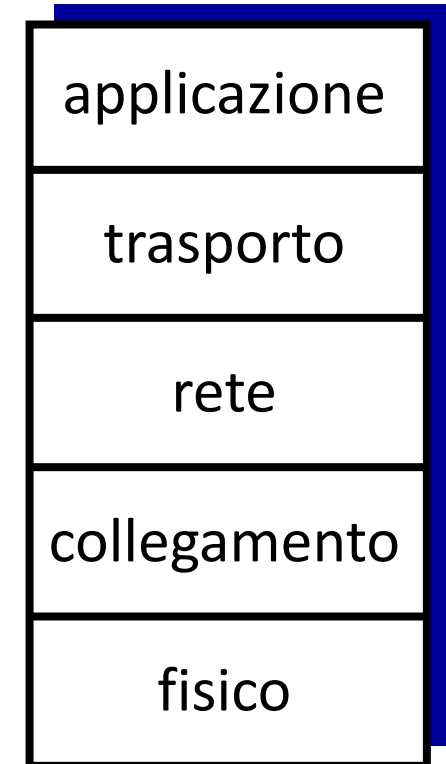 applicazione
trasporto
rete
collegamento
fisico